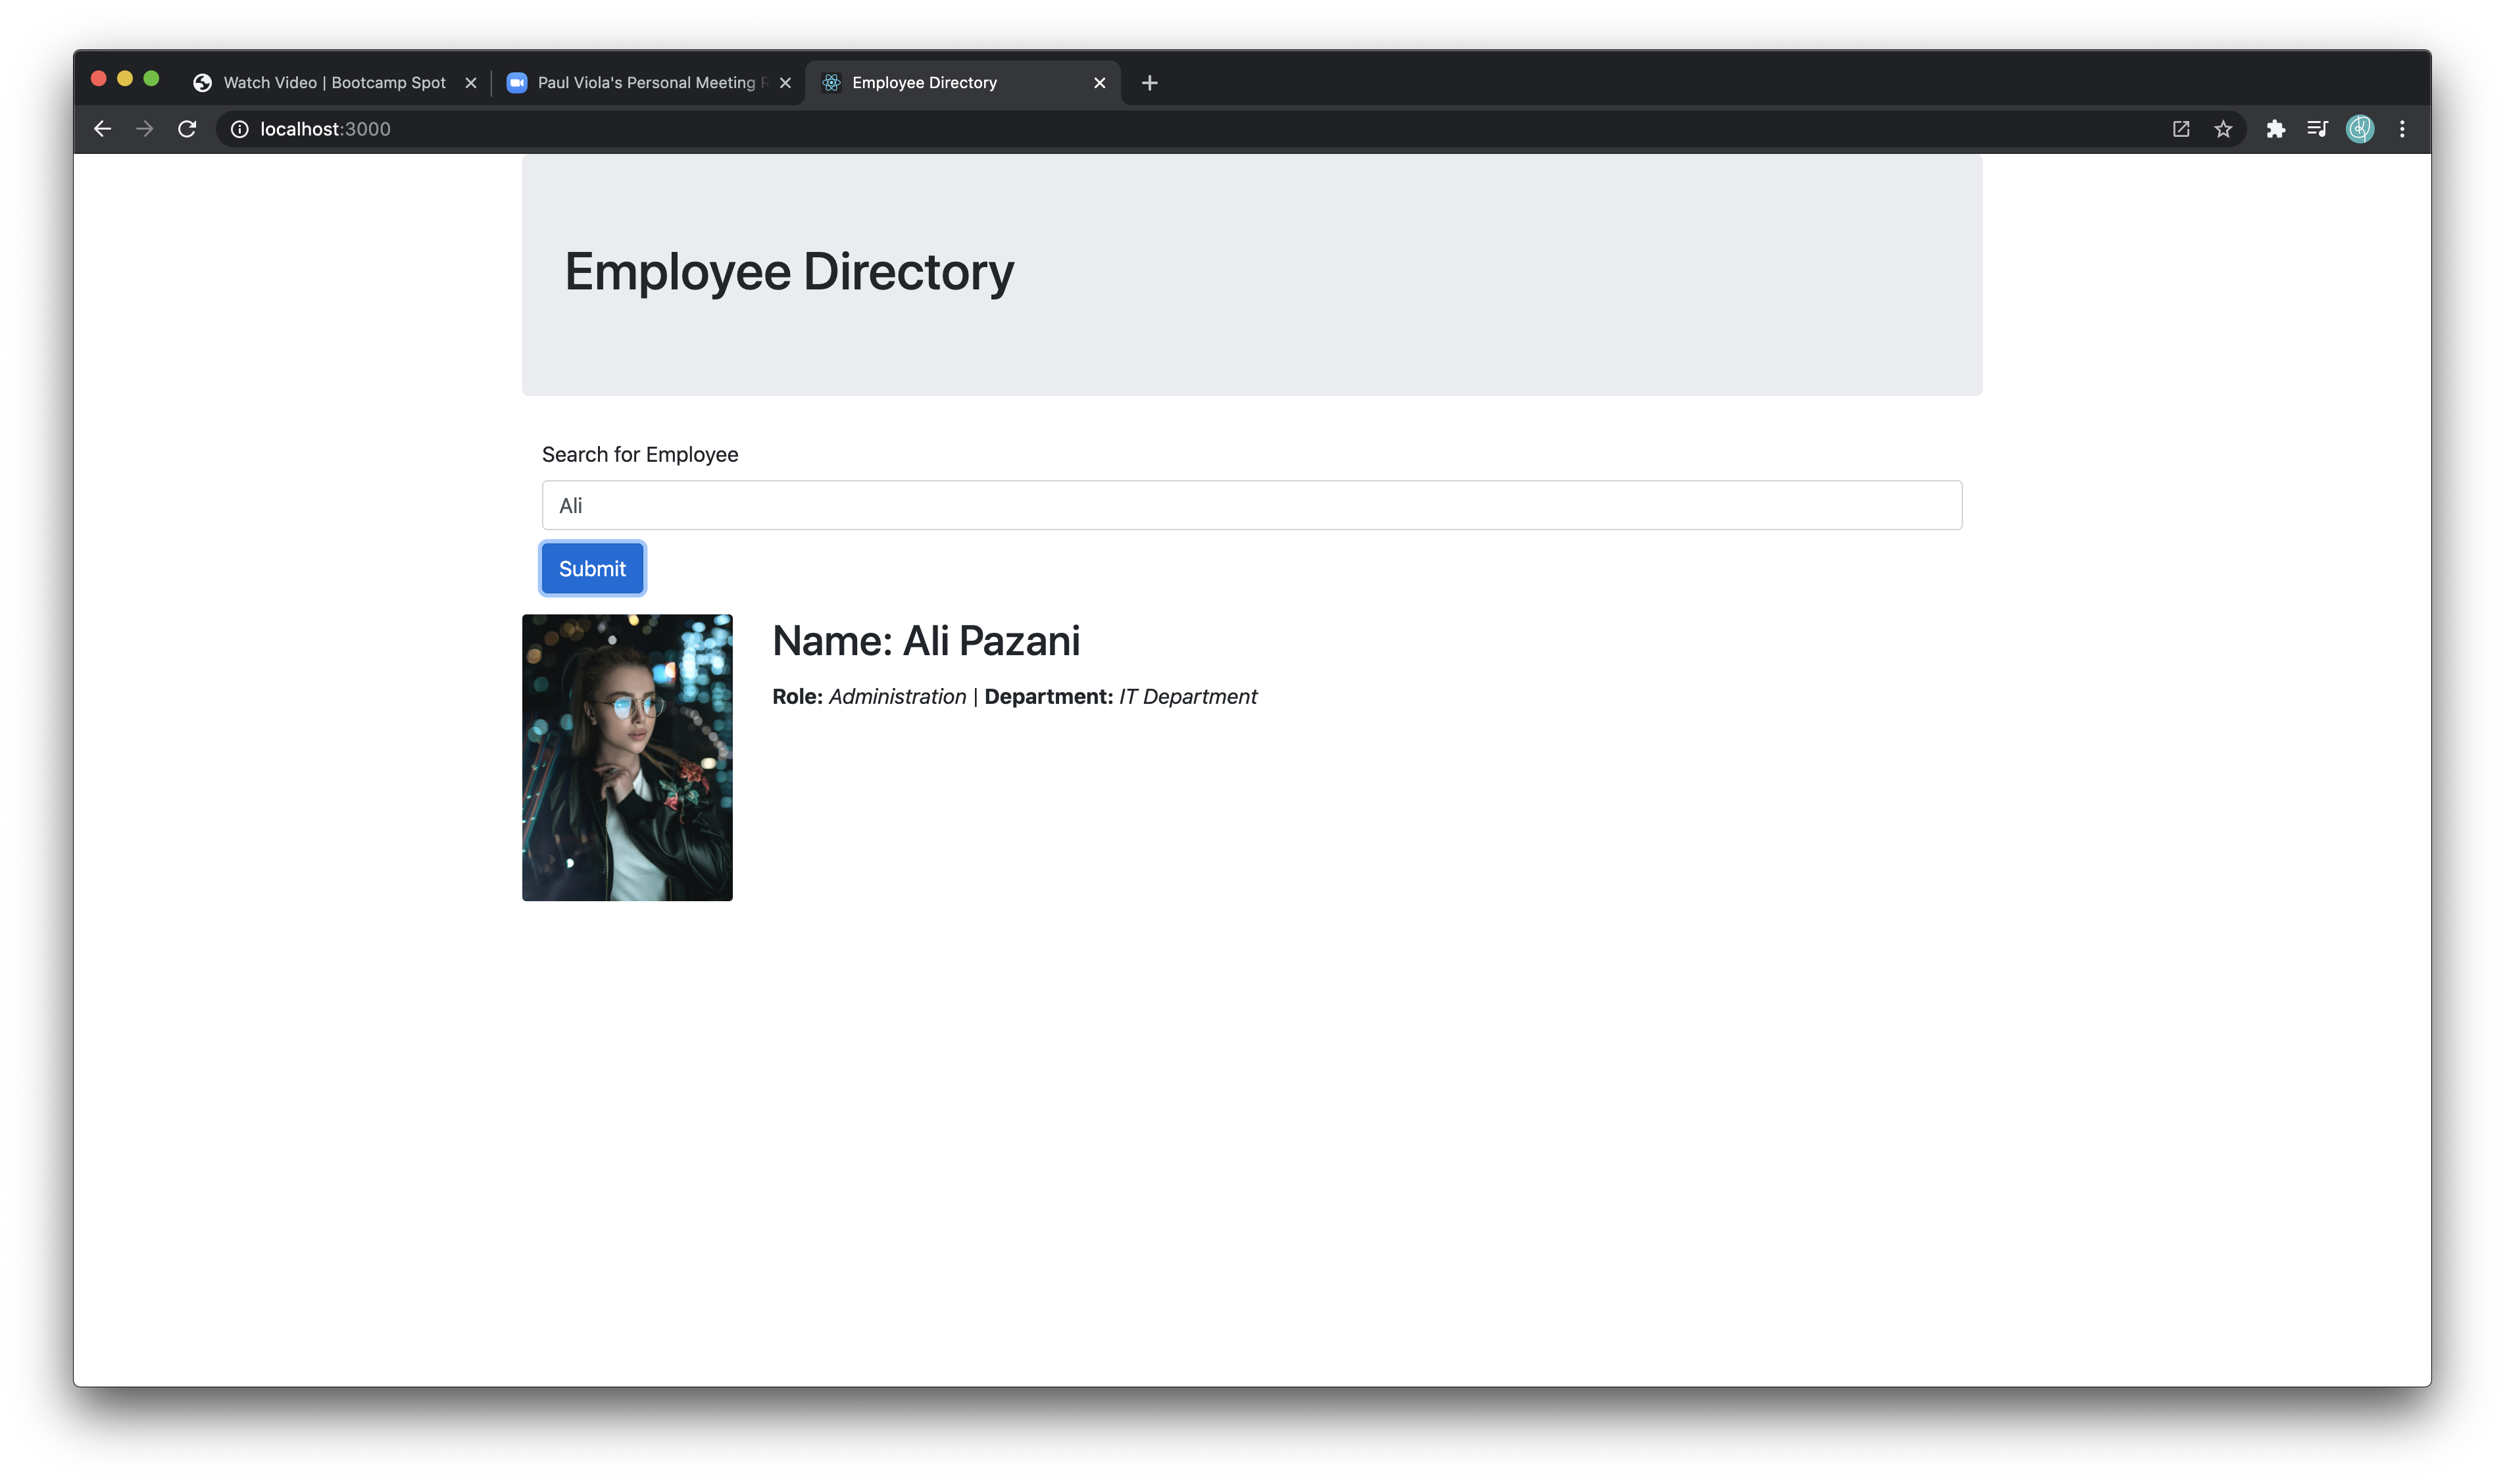 Watch Video | Bootcamp Spot
Paul Viola's Personal Meeting
Employee Directory
localhost:3000
Employee Directory
Search for Employee
Ali
Submit
Name: Ali Pazani
Role: Administration | Department: IT Department